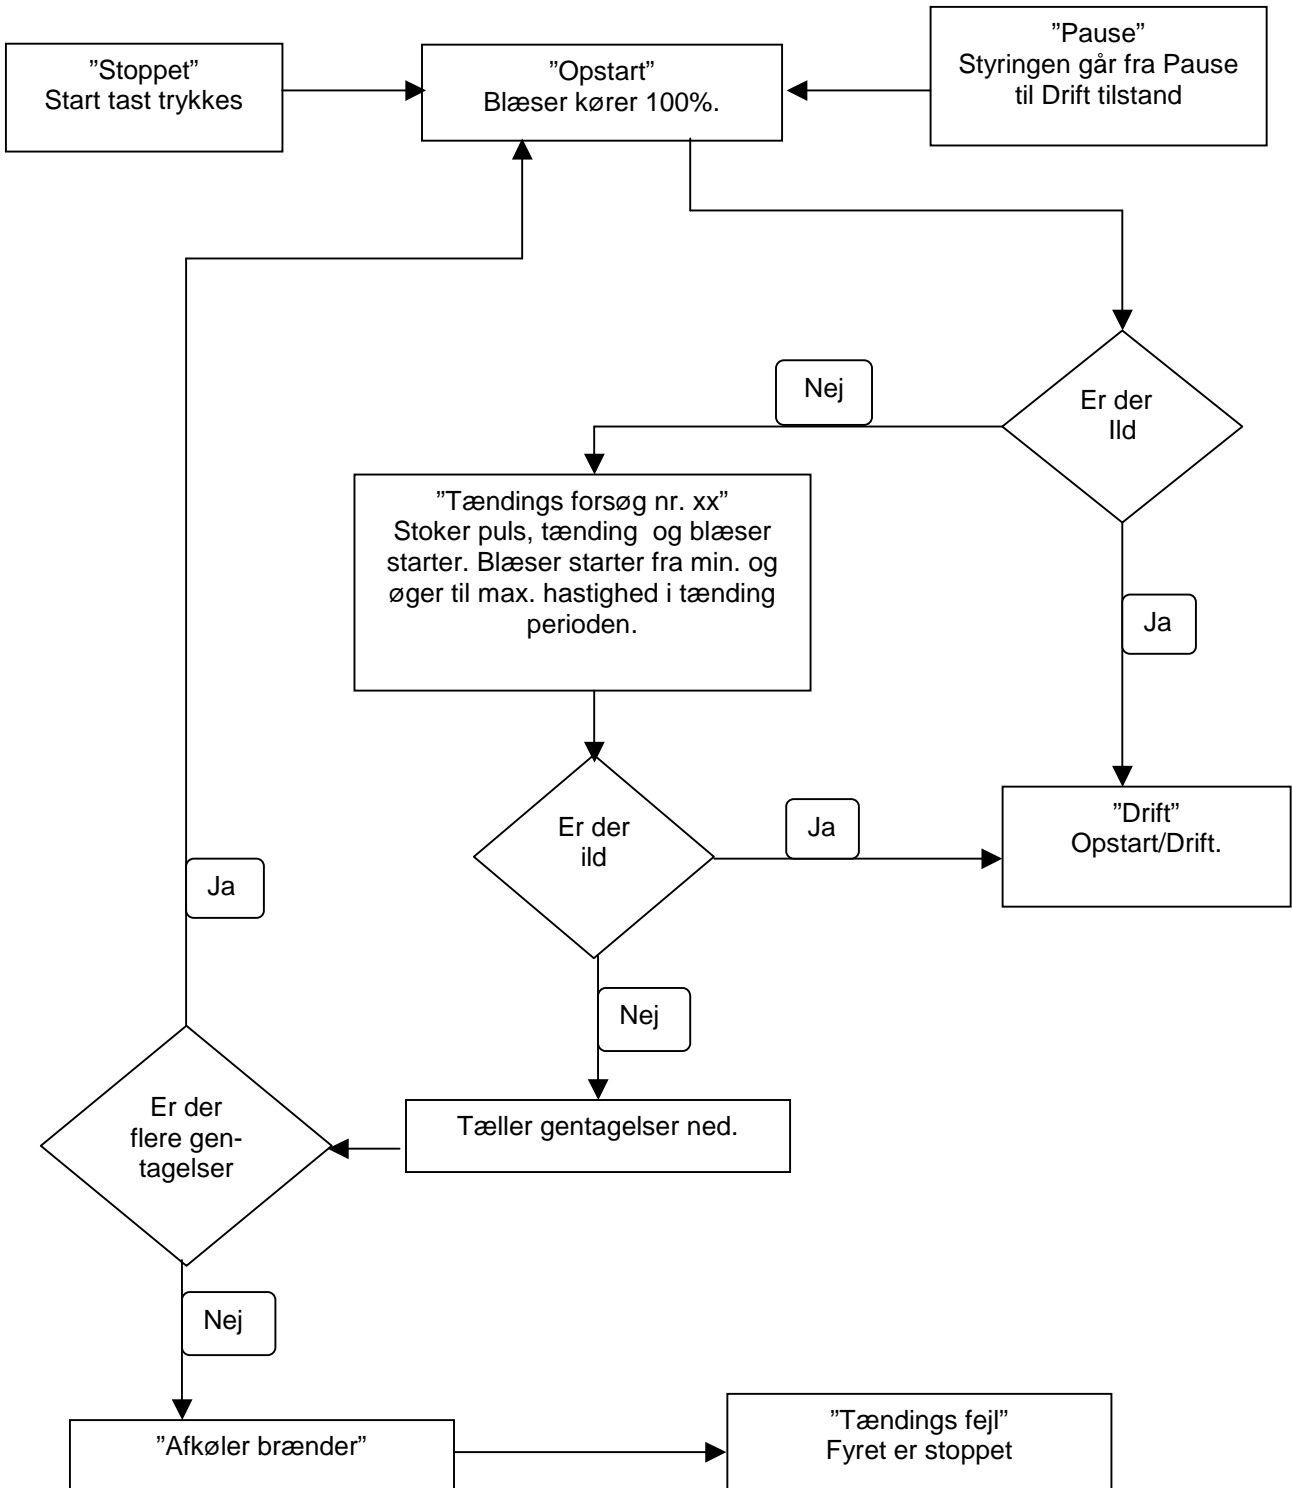 ”Stoppet”
Start tast trykkes
”Opstart”
Blæser kører 100%.
”Pause”
Styringen går fra Pause
til Drift tilstand
Nej
Er der
Ild
”Tændings forsøg nr. xx”
Stoker puls, tænding  og blæser
starter. Blæser starter fra min. og
øger til max. hastighed i tænding
perioden.
Ja
Er der
ild
Ja
”Drift”
Opstart/Drift.
Ja
Nej
Er der
flere gen-
tagelser
Tæller gentagelser ned.
Nej
”Afkøler brænder”
”Tændings fejl”
Fyret er stoppet